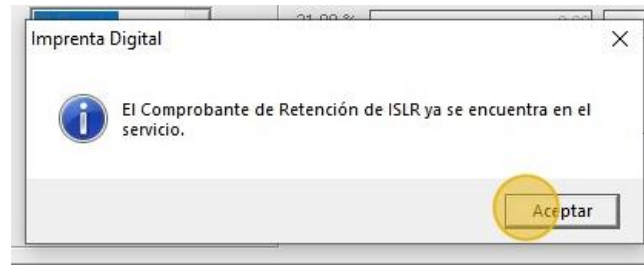 Imprenta Digital
El Comprobante de Retención de ISLR ya se encuentra en el
servicio.
Aceptar